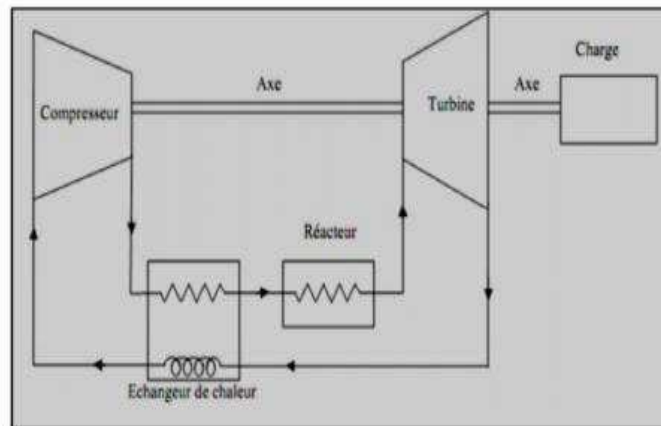 Charge
Axe
Axe
Turbine
Compresseur
Réacteur
Echangeur de chaleur